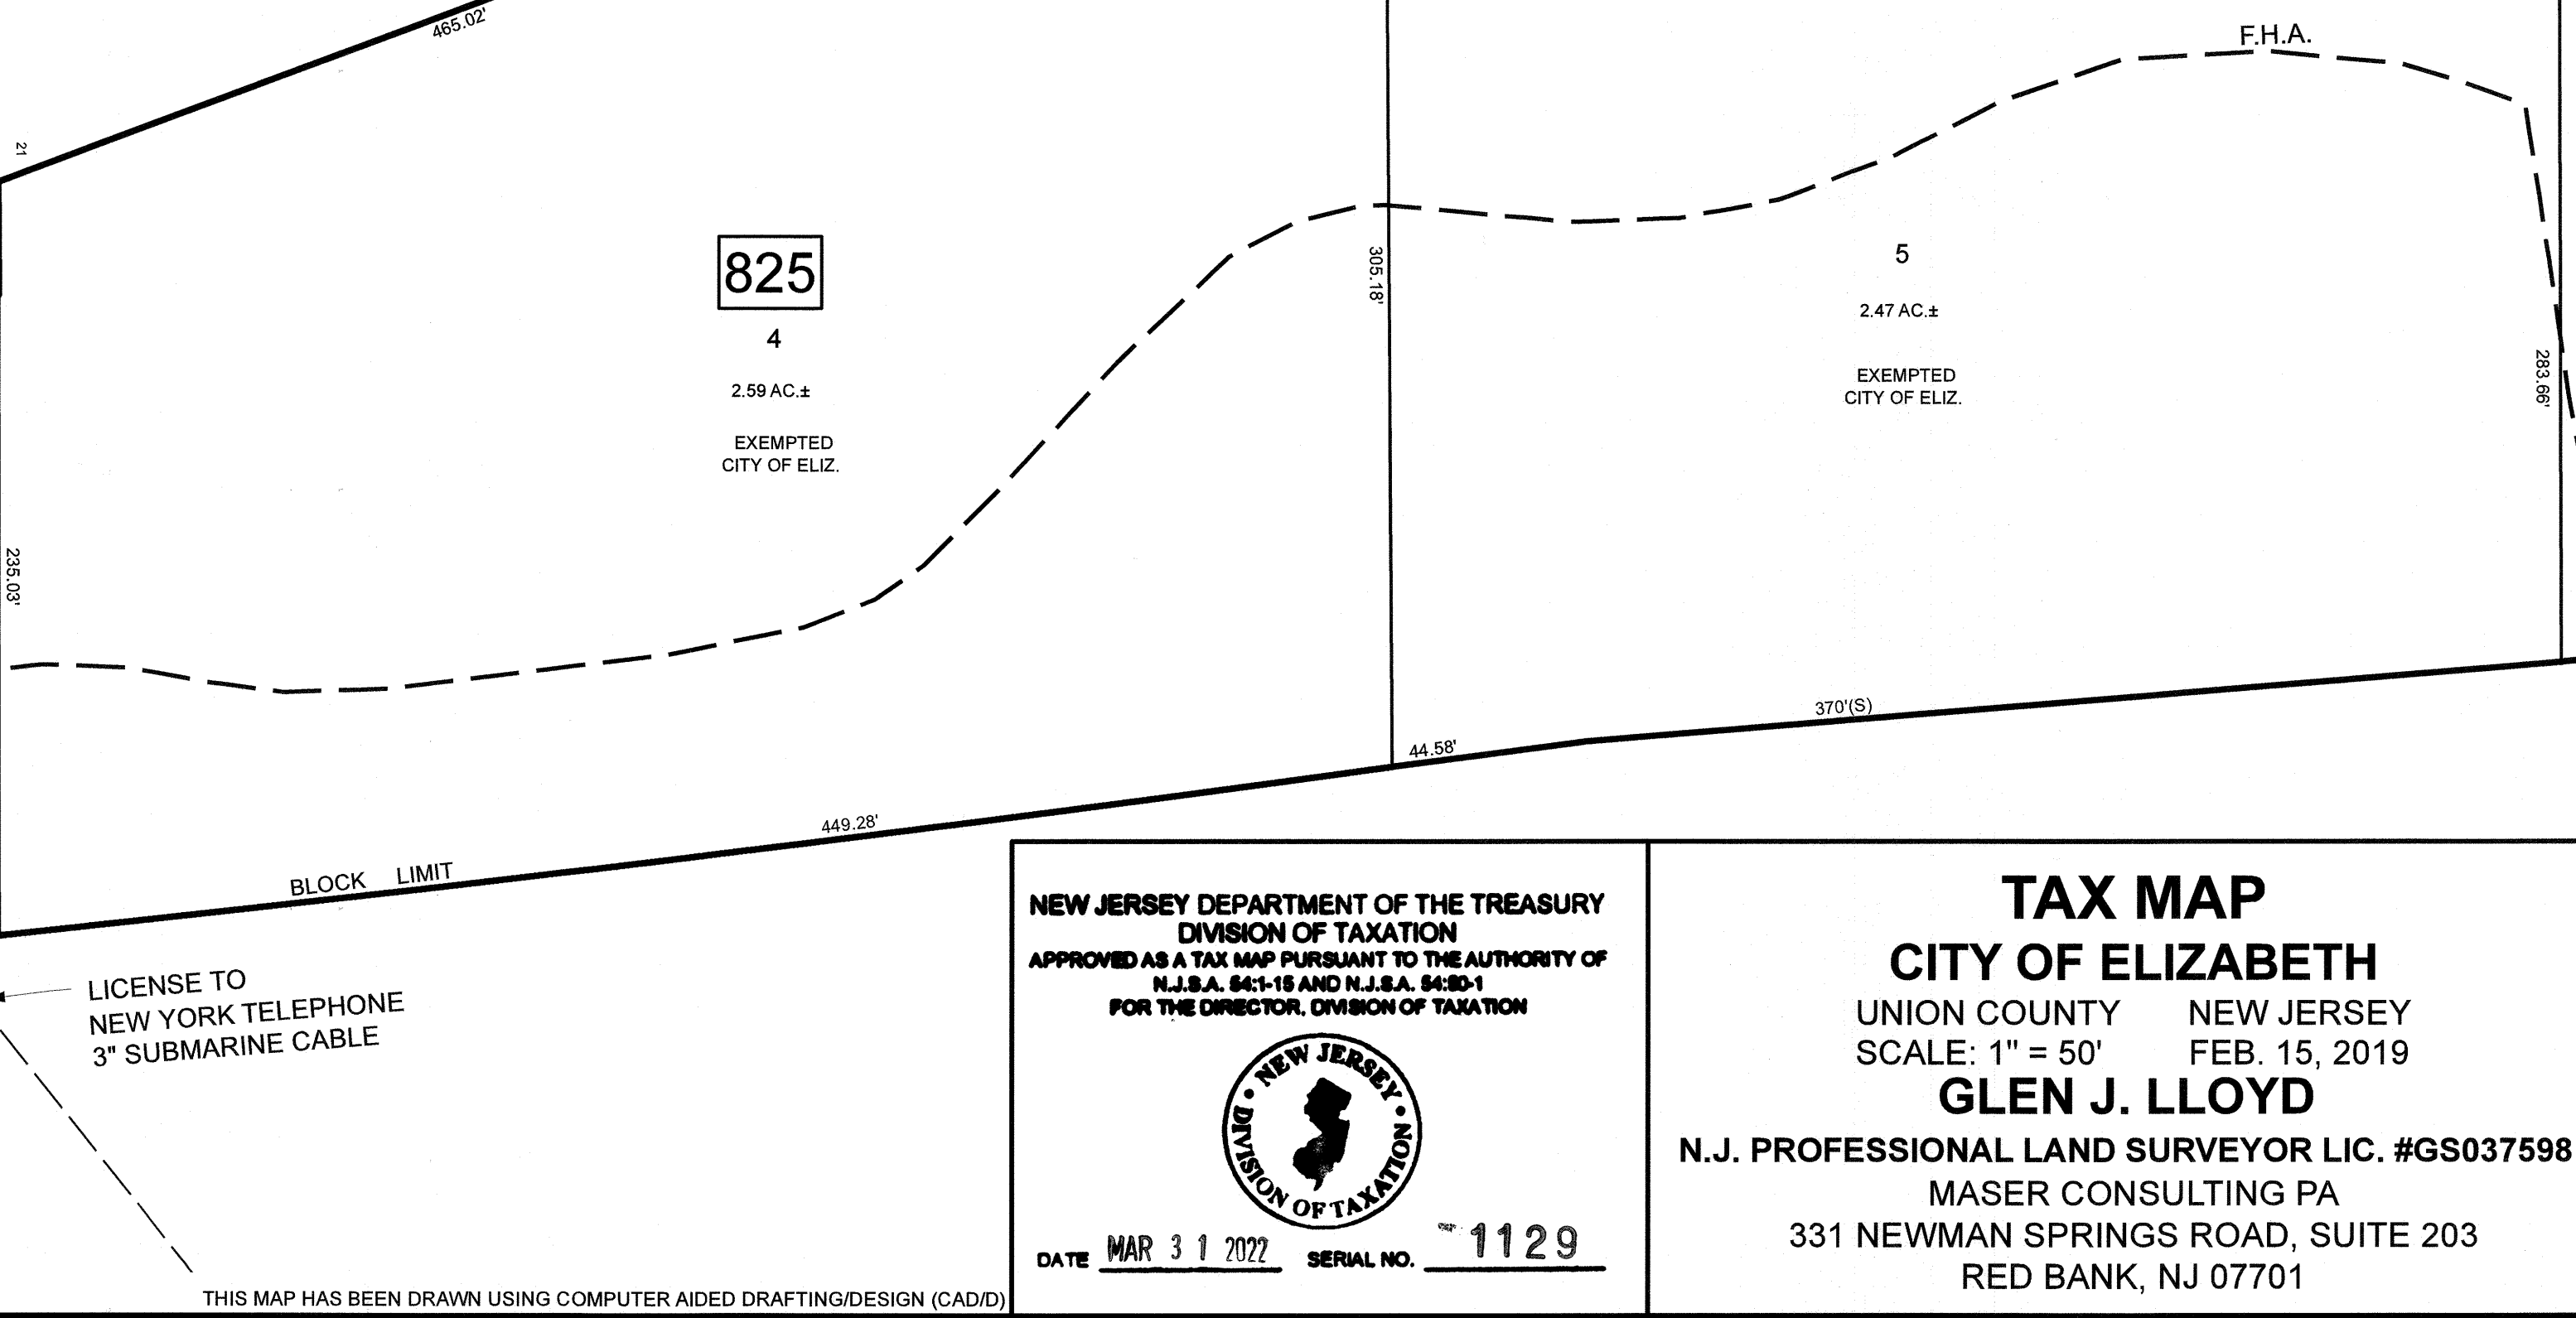 465.02'
F.H.A.
21
825
4
2.59 AC.±
EXEMPTED
CITY OF ELIZ.
305.18'
5
2.47 AC.±
EXEMPTED
CITY OF ELIZ.
283.66'
235.03'
370'(S)
44.58'
449.28'
BLOCK LIMIT
LICENSE TO
NEW YORK TELEPHONE
3" SUBMARINE CABLE
THIS MAP HAS BEEN DRAWN USING COMPUTER AIDED DRAFTING/DESIGN (CAD/D)
NEW JERSEY DEPARTMENT OF THE TREASURY
DIVISION OF TAXATION
APPROVED AS A TAX MAP PURSUANT TO THE AUTHORITY OF
N.J.S.A. 54:1-15 AND N.J.S.A. 54:50-1
FOR THE DIRECTOR, DIVISION OF TAXATION
• NEW JERSEY •
DIVISION OF TAXATION
DATE MAR 31 2022 SERIAL NO. 1129
TAX MAP
CITY OF ELIZABETH
UNION COUNTY NEW JERSEY
SCALE: 1" = 50' FEB. 15, 2019
GLEN J. LLOYD
N.J. PROFESSIONAL LAND SURVEYOR LIC. #GS037598
MASER CONSULTING PA
331 NEWMAN SPRINGS ROAD, SUITE 203
RED BANK, NJ 07701